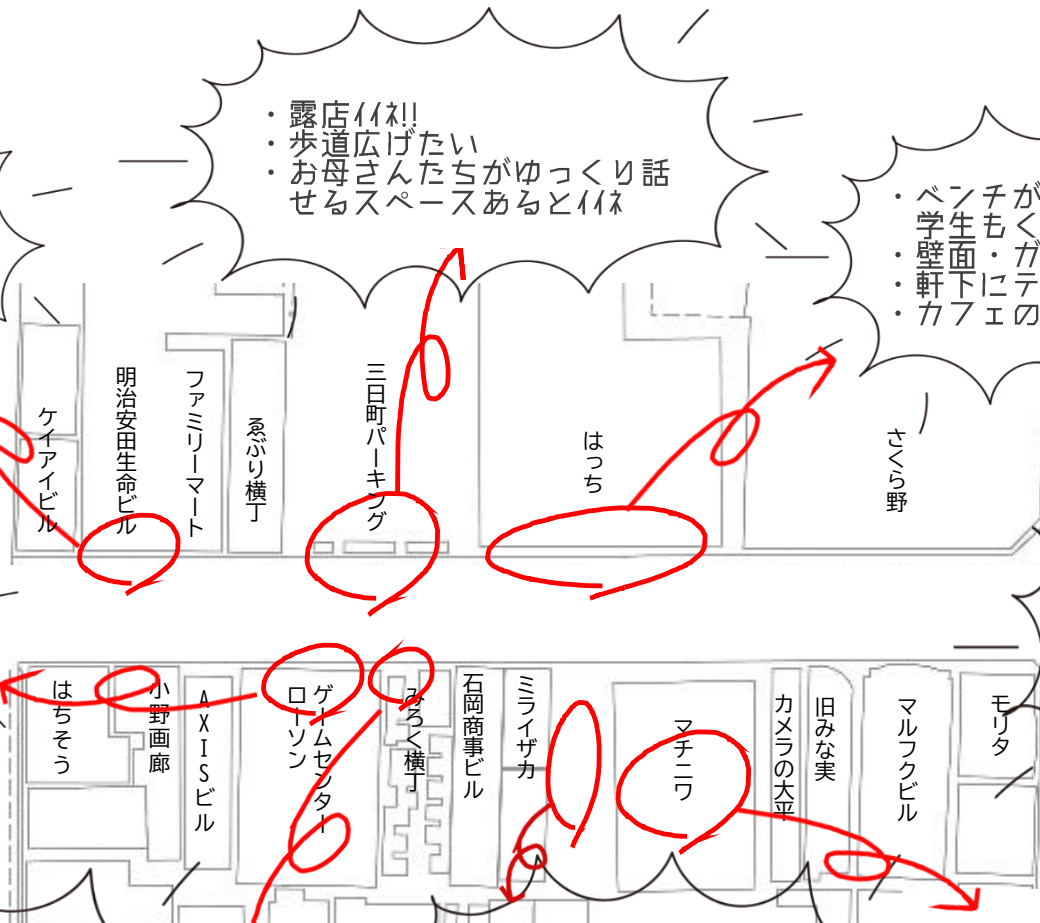 ・露店ｲｲﾈ!!
・歩道広げたい
・お母さんたちがゆっくり話
せるスペースあるとｲｲﾈ
・ベンチが
学生もく
・壁面・ガ
・軒下にテ
・カフェの
ケイアイビル
明治安田生命ビル
ファミリーマート
ゑぶり横丁
三日町パーキング
はっち
さくら野
はちそう
小野画廊
AXISビル
ゲームセンター
ローソン
みろく横丁
石岡商事ビル
ミライザカ
マチニワ
カメラの大平
旧みな実
マルフクビル
モリタ